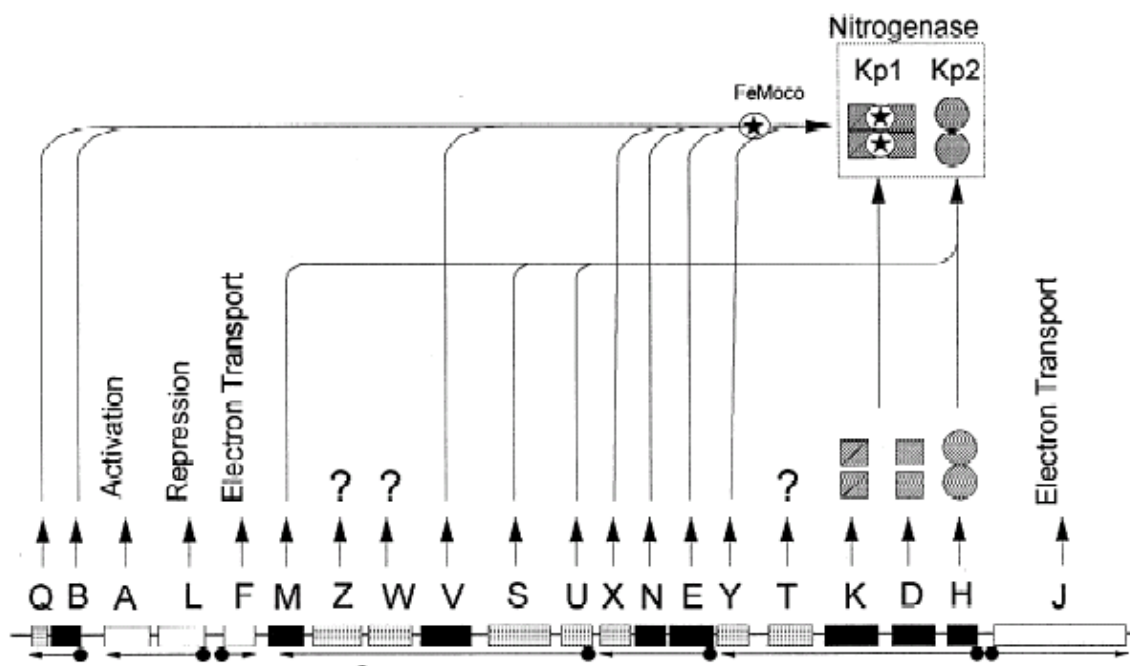 Nitrogenase
Kp1 Kp2
FeMoco
Activation
Repression
Electron Transport
Electron Transport
? ? ?
Q B A L F M Z W V S U X N E Y T K D H J